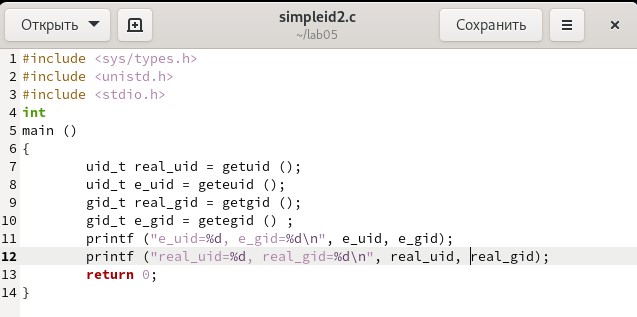 Открыть simpleid2.c Сохранить
~/lab05
1 #include <sys/types.h>
2 #include <unistd.h>
3 #include <stdio.h>
4 int
5 main ()
6 {
7         uid_t real_uid = getuid ();
8         uid_t e_uid = geteuid ();
9         gid_t real_gid = getgid ();
10         gid_t e_gid = getegid () ;
11         printf ("e_uid=%d, e_gid=%d\n", e_uid, e_gid);
12         printf ("real_uid=%d, real_gid=%d\n", real_uid, real_gid);
13         return 0;
14 }